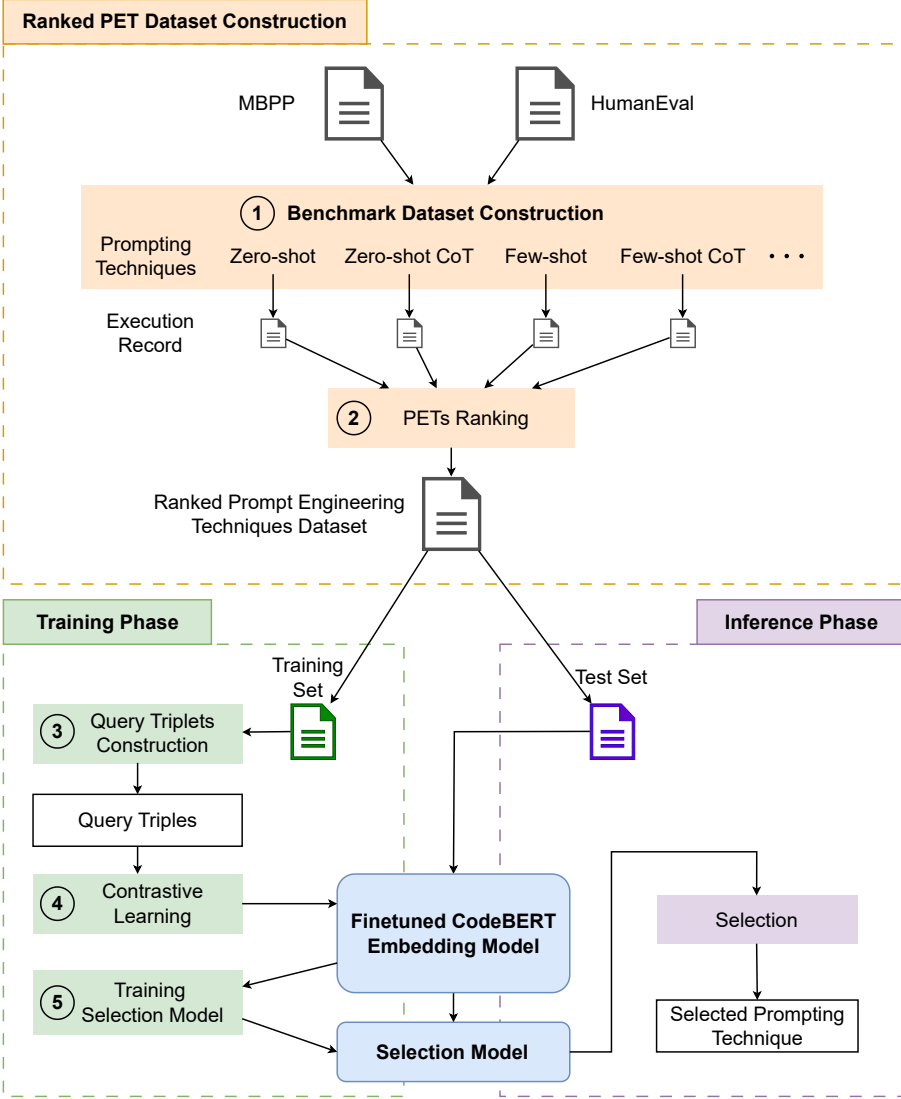 Ranked PET Dataset Construction
MBPP
HumanEval
1 Benchmark Dataset Construction
Prompting
Techniques
Zero-shot
Zero-shot CoT
Few-shot
Few-shot CoT
• • •
Execution
Record
2 PETs Ranking
Ranked Prompt Engineering
Techniques Dataset
Training Phase
Inference Phase
Training
Set
Test Set
3 Query Triplets
Construction
Query Triples
4 Contrastive
Learning
Finetuned CodeBERT
Embedding Model
Selection
5 Training
Selection Model
Selected Prompting
Technique
Selection Model